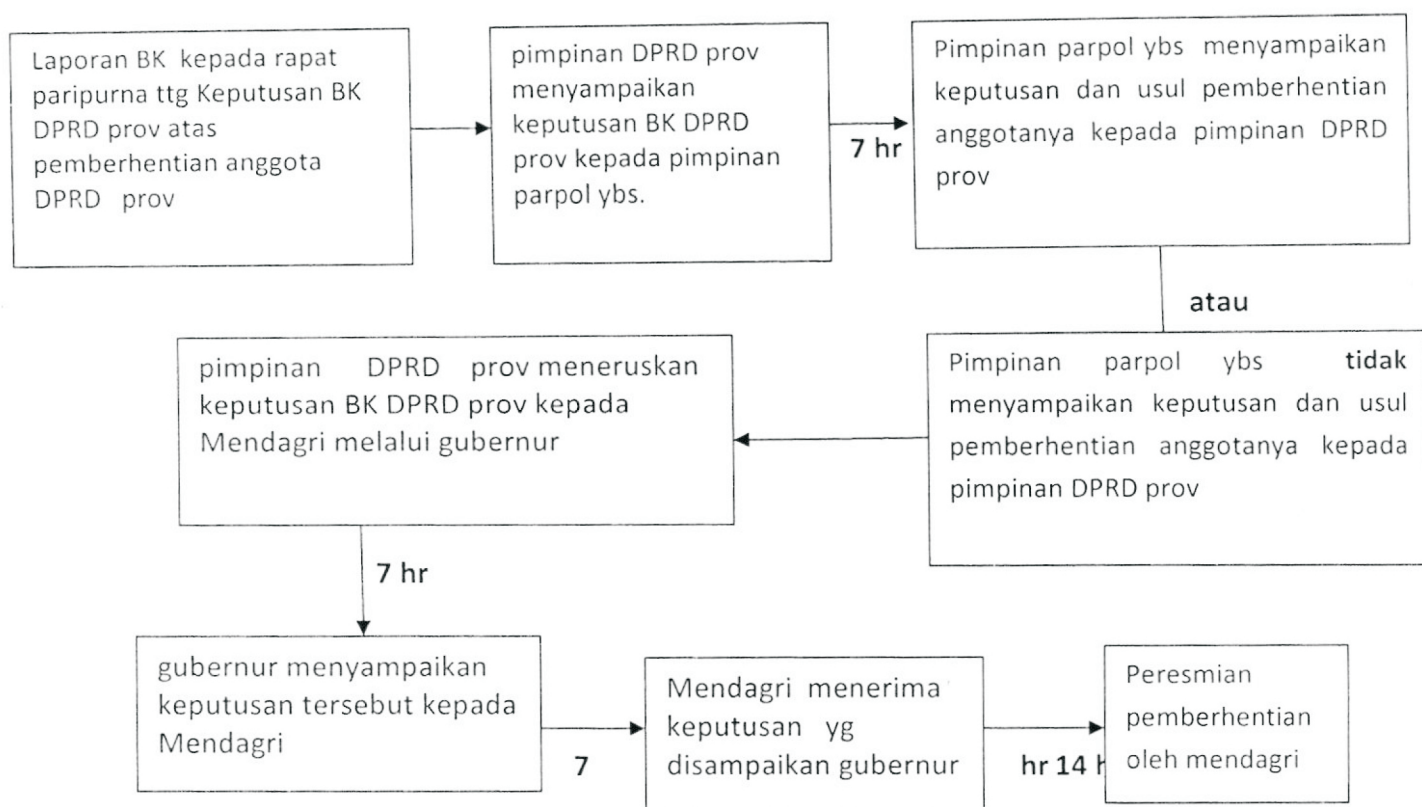 Laporan BK kepada rapat
paripurna ttg Keputusan BK
DPRD prov atas
pemberhentian anggota
DPRD prov
pimpinan DPRD prov
menyampaikan
keputusan BK DPRD
prov kepada pimpinan
parpol ybs.
7 hr
Pimpinan parpol ybs menyampaikan
keputusan dan usul pemberhentian
anggotanya kepada pimpinan DPRD
prov
atau
Pimpinan parpol ybs tidak
menyampaikan keputusan dan usul
pemberhentian anggotanya kepada
pimpinan DPRD prov
pimpinan DPRD prov meneruskan
keputusan BK DPRD prov kepada
Mendagri melalui gubernur
7 hr
gubernur menyampaikan
keputusan tersebut kepada
Mendagri
7
Mendagri menerima
keputusan yg
disampaikan gubernur
hr 14 h
Peresmian
pemberhentian
oleh mendagri